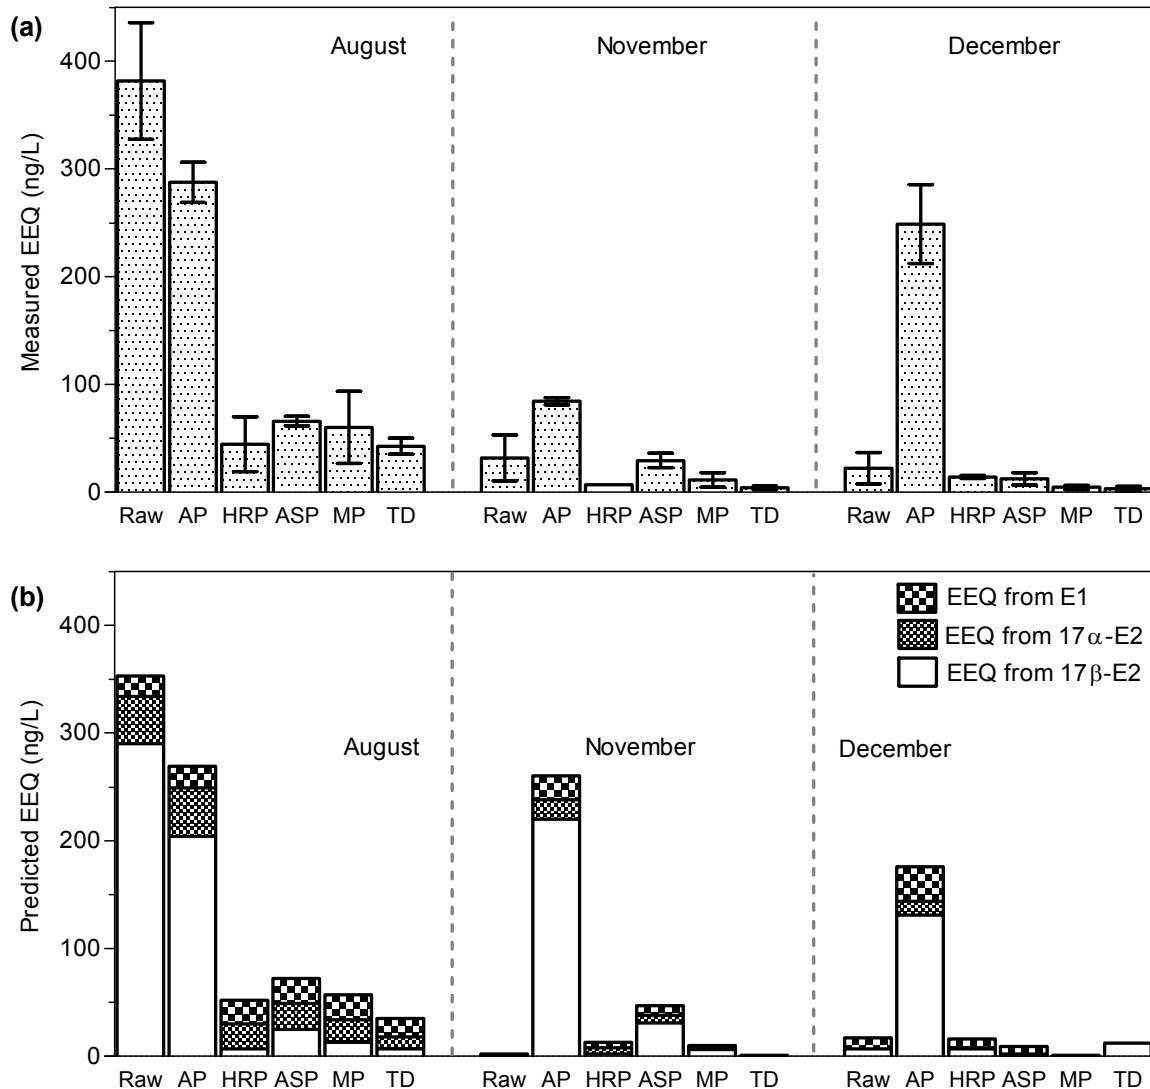 (a)
August
November
December
Measured EEQ (ng/L)
400
300
200
100
0
Raw AP HRP ASP MP TD Raw AP HRP ASP MP TD Raw AP HRP ASP MP TD
(b)
EEQ from E1
EEQ from 17α-E2
EEQ from 17β-E2
August
November
December
Predicted EEQ (ng/L)
400
300
200
100
0
Raw AP HRP ASP MP TD Raw AP HRP ASP MP TD Raw AP HRP ASP MP TD